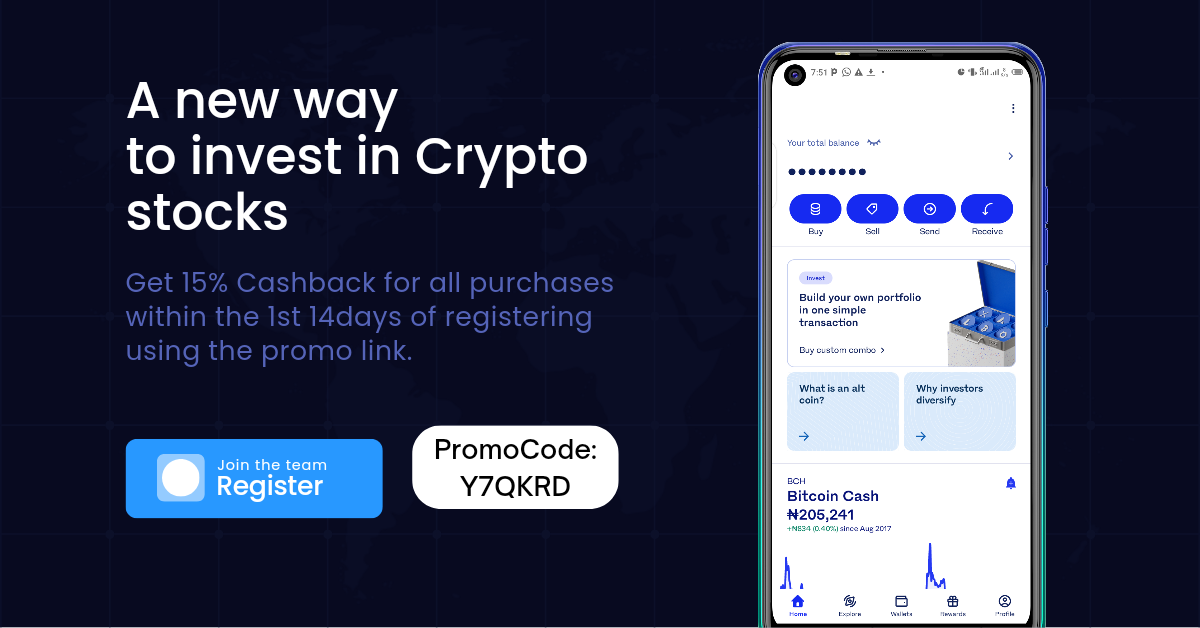 A new way
to invest in Crypto
stocks
Get 15% Cashback for all purchases
within the 1st 14days of registering
using the promo link.
Join the team
Register
PromoCode:
Y7QKRD
7:51
Your total balance
Buy Sell Send Receive
Invest
Build your own portfolio
in one simple
transaction
Buy custom combo
What is an alt
coin?
Why investors
diversify
BCH
Bitcoin Cash
₦205,241
+₦834 (0.40%) since Aug 2017
Home Explore Wallets Rewards Profile